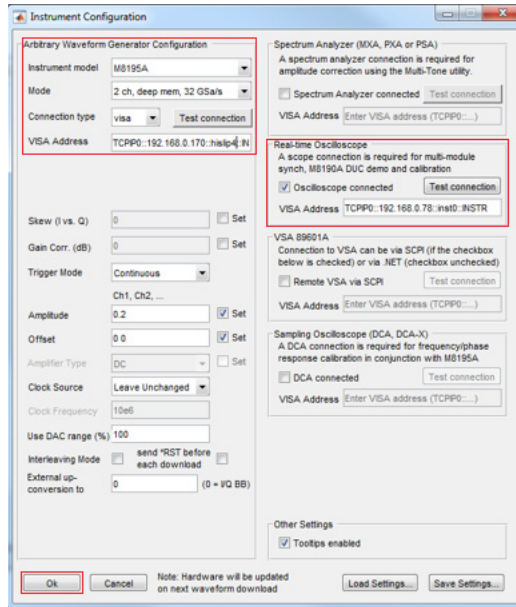 Instrument Configuration
Arbitrary Waveform Generator Configuration
Instrument model M8195A
Mode 2 ch, deep mem, 32 GSa/s
Connection type visa Test connection
VISA Address TCPIP0::192.168.0.170::hislip4::IN
Skew (I vs. Q) 0 Set
Gain Corr. (dB) 0 Set
Trigger Mode Continuous
Ch1, Ch2, ...
Amplitude 0.2 Set
Offset 0 0 Set
Amplifier Type DC Set
Clock Source Leave Unchanged
Clock Frequency 10e6
Use DAC range (%) 100
Interleaving Mode send *RST before
each download
External up-
conversion to 0 (0 = I/Q BB)
Spectrum Analyzer (MXA, PXA or PSA)
A spectrum analyzer connection is required for
amplitude correction using the Multi-Tone utility.
Spectrum Analyzer connected Test connection
VISA Address Enter VISA address (TCPIP0::...)
Real-time Oscilloscope
A scope connection is required for multi-module
synch, M8190A DUC demo and calibration
Oscilloscope connected Test connection
VISA Address TCPIP0::192.168.0.78::inst0::INSTR
VSA 89601A
Connection to VSA can be via SCPI (if the checkbox
below is checked) or via .NET (checkbox unchecked)
Remote VSA via SCPI Test connection
VISA Address Enter VISA address (TCPIP0::...)
Sampling Oscilloscope (DCA, DCA-X)
A DCA connection is required for frequency/phase
response calibration in conjunction with M8195A
DCA connected Test connection
VISA Address Enter VISA address (TCPIP0::...)
Other Settings
Tooltips enabled
Ok Cancel Note: Hardware will be updated
on next waveform download Load Settings... Save Settings...